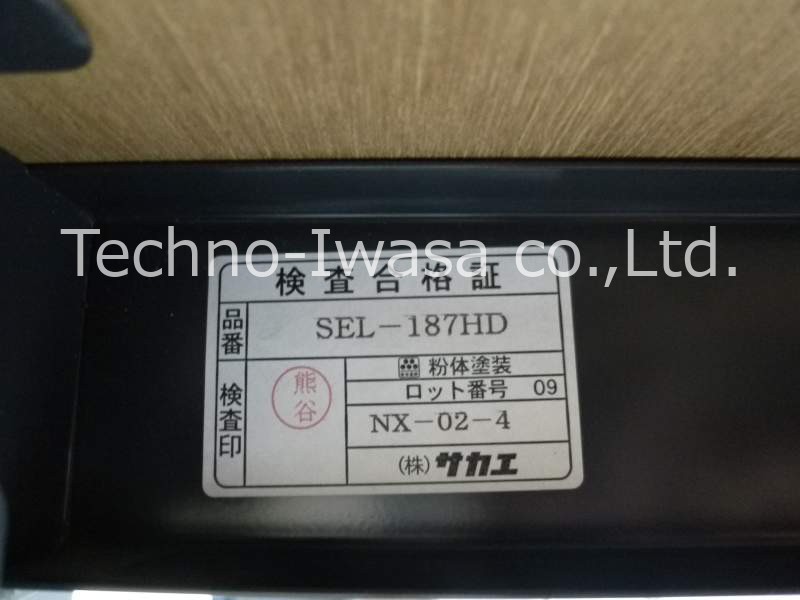 Techno-Iwasa co.,Ltd.
検査合格証
品番
SEL-187HD
検査印
熊谷
粉体塗装
ロット番号 09
NX-02-4
(株)サカエ